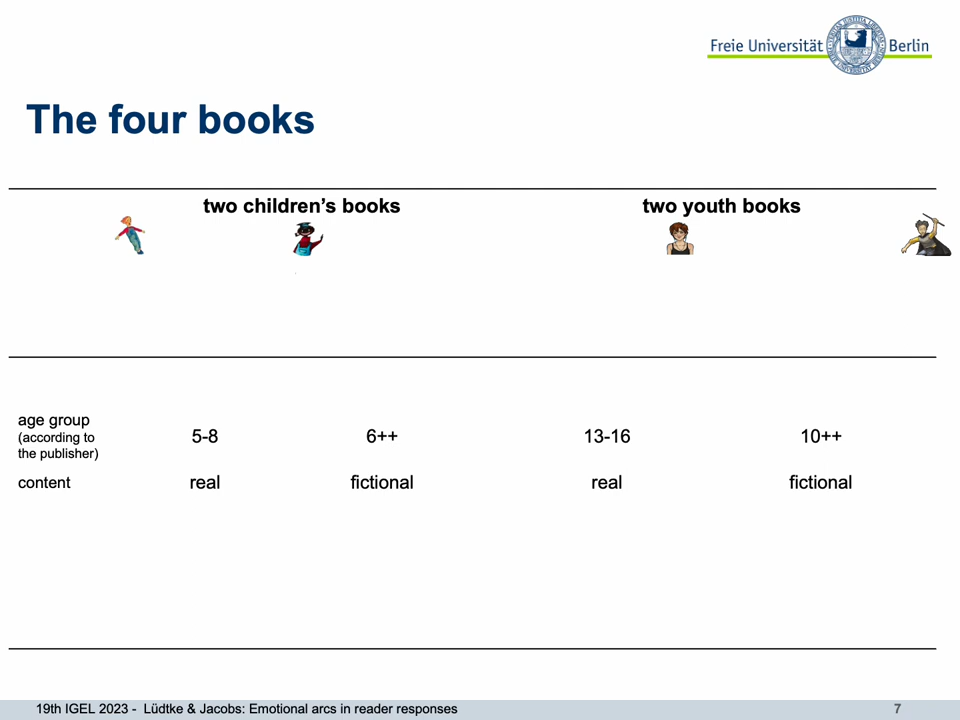 Freie Universität Berlin
The four books
two children's books two youth books
age group
(according to
the publisher)
5-8 6++ 13-16 10++
content real fictional real fictional
19th IGEL 2023 - Lüdtke & Jacobs: Emotional arcs in reader responses 7